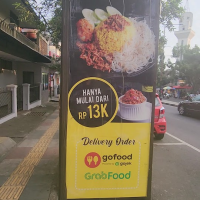 HANYA
MULAI DARI
RP 13K
Delivery Order
gofood
GrabFood